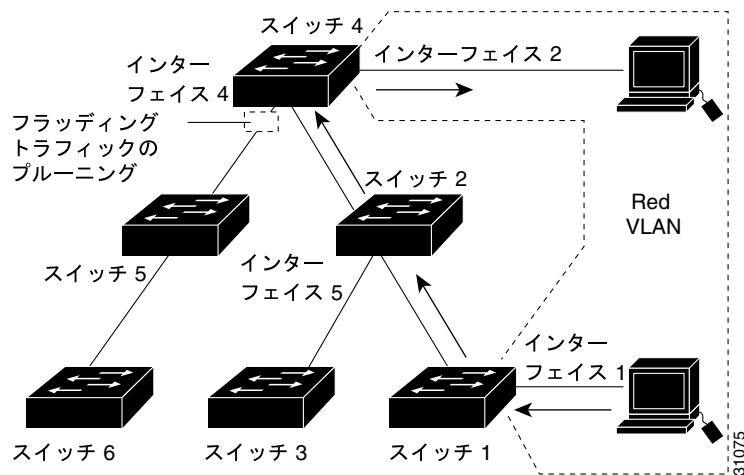 スイッチ 4
インター
フェイス 4
インターフェイス 2
フラッディング
トラフィックの
プルーニング
スイッチ 2
Red
VLAN
スイッチ 5
インター
フェイス 5
インター
フェイス 1
スイッチ 6
スイッチ 3
スイッチ 1
31075